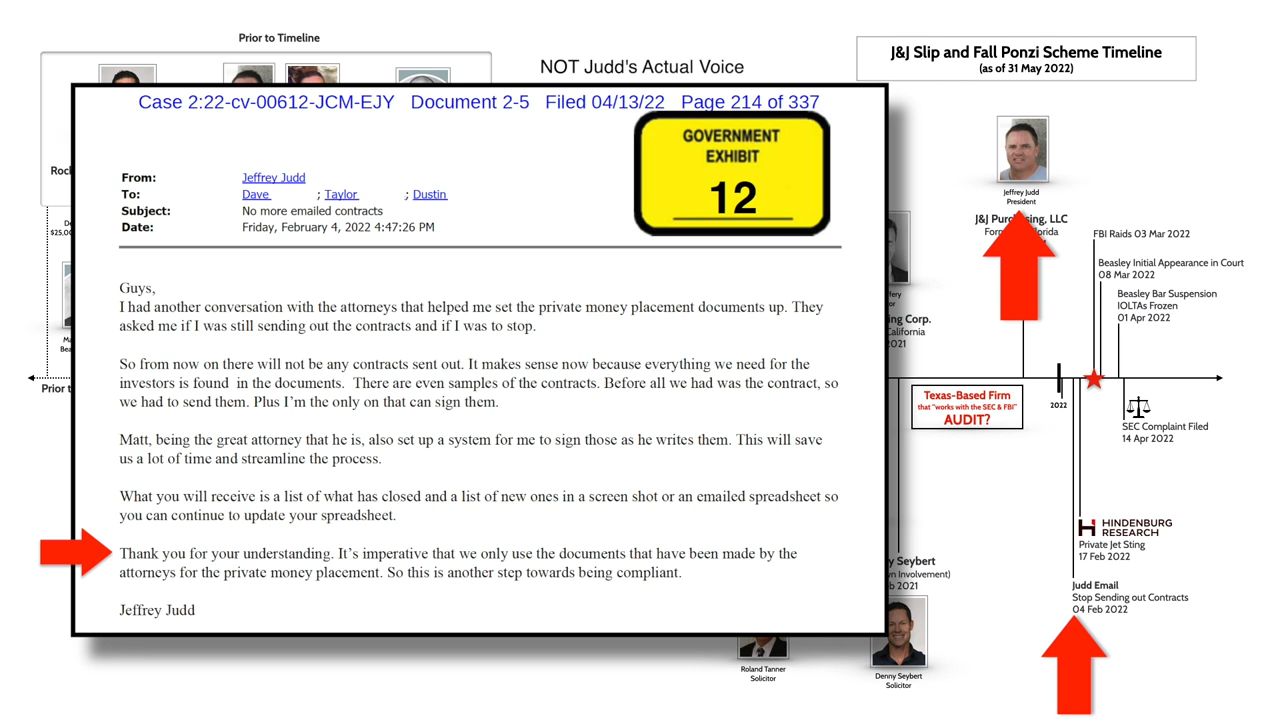 Prior to Timeline
NOT Judd's Actual Voice
J&J Slip and Fall Ponzi Scheme Timeline
(as of 31 May 2022)
Case 2:22-cv-00612-JCM-EJY Document 2-5 Filed 04/13/22 Page 214 of 337
GOVERNMENT
EXHIBIT
12
From: Jeffrey Judd
To: Dave ; Taylor ; Dustin
Subject: No more emailed contracts
Date: Friday, February 4, 2022 4:47:26 PM
Guys,
I had another conversation with the attorneys that helped me set the private money placement documents up. They
asked me if I was still sending out the contracts and if I was to stop.
So from now on there will not be any contracts sent out. It makes sense now because everything we need for the
investors is found in the documents. There are even samples of the contracts. Before all we had was the contract, so
we had to send them. Plus I'm the only on that can sign them.
Matt, being the great attorney that he is, also set up a system for me to sign those as he writes them. This will save
us a lot of time and streamline the process.
What you will receive is a list of what has closed and a list of new ones in a screen shot or an emailed spreadsheet so
you can continue to update your spreadsheet.
Thank you for your understanding. It's imperative that we only use the documents that have been made by the
attorneys for the private money placement. So this is another step towards being compliant.
Jeffrey Judd
Jeffrey Judd
President
J&J Purchasing, LLC
FBI Raids 03 Mar 2022
Beasley Initial Appearance in Court
08 Mar 2022
Beasley Bar Suspension
IOLTAs Frozen
01 Apr 2022
ing Corp.
California
2021
Texas-Based Firm
that "works with the SEC & FBI"
AUDIT?
2022
SEC Complaint Filed
14 Apr 2022
HINDENBURG
RESEARCH
Private Jet Sting
17 Feb 2022
Judd Email
Stop Sending out Contracts
04 Feb 2022
y Seybert
wn Involvement)
b 2021
Roland Tanner
Solicitor
Denny Seybert
Solicitor
Rock
$25,00
Prior t